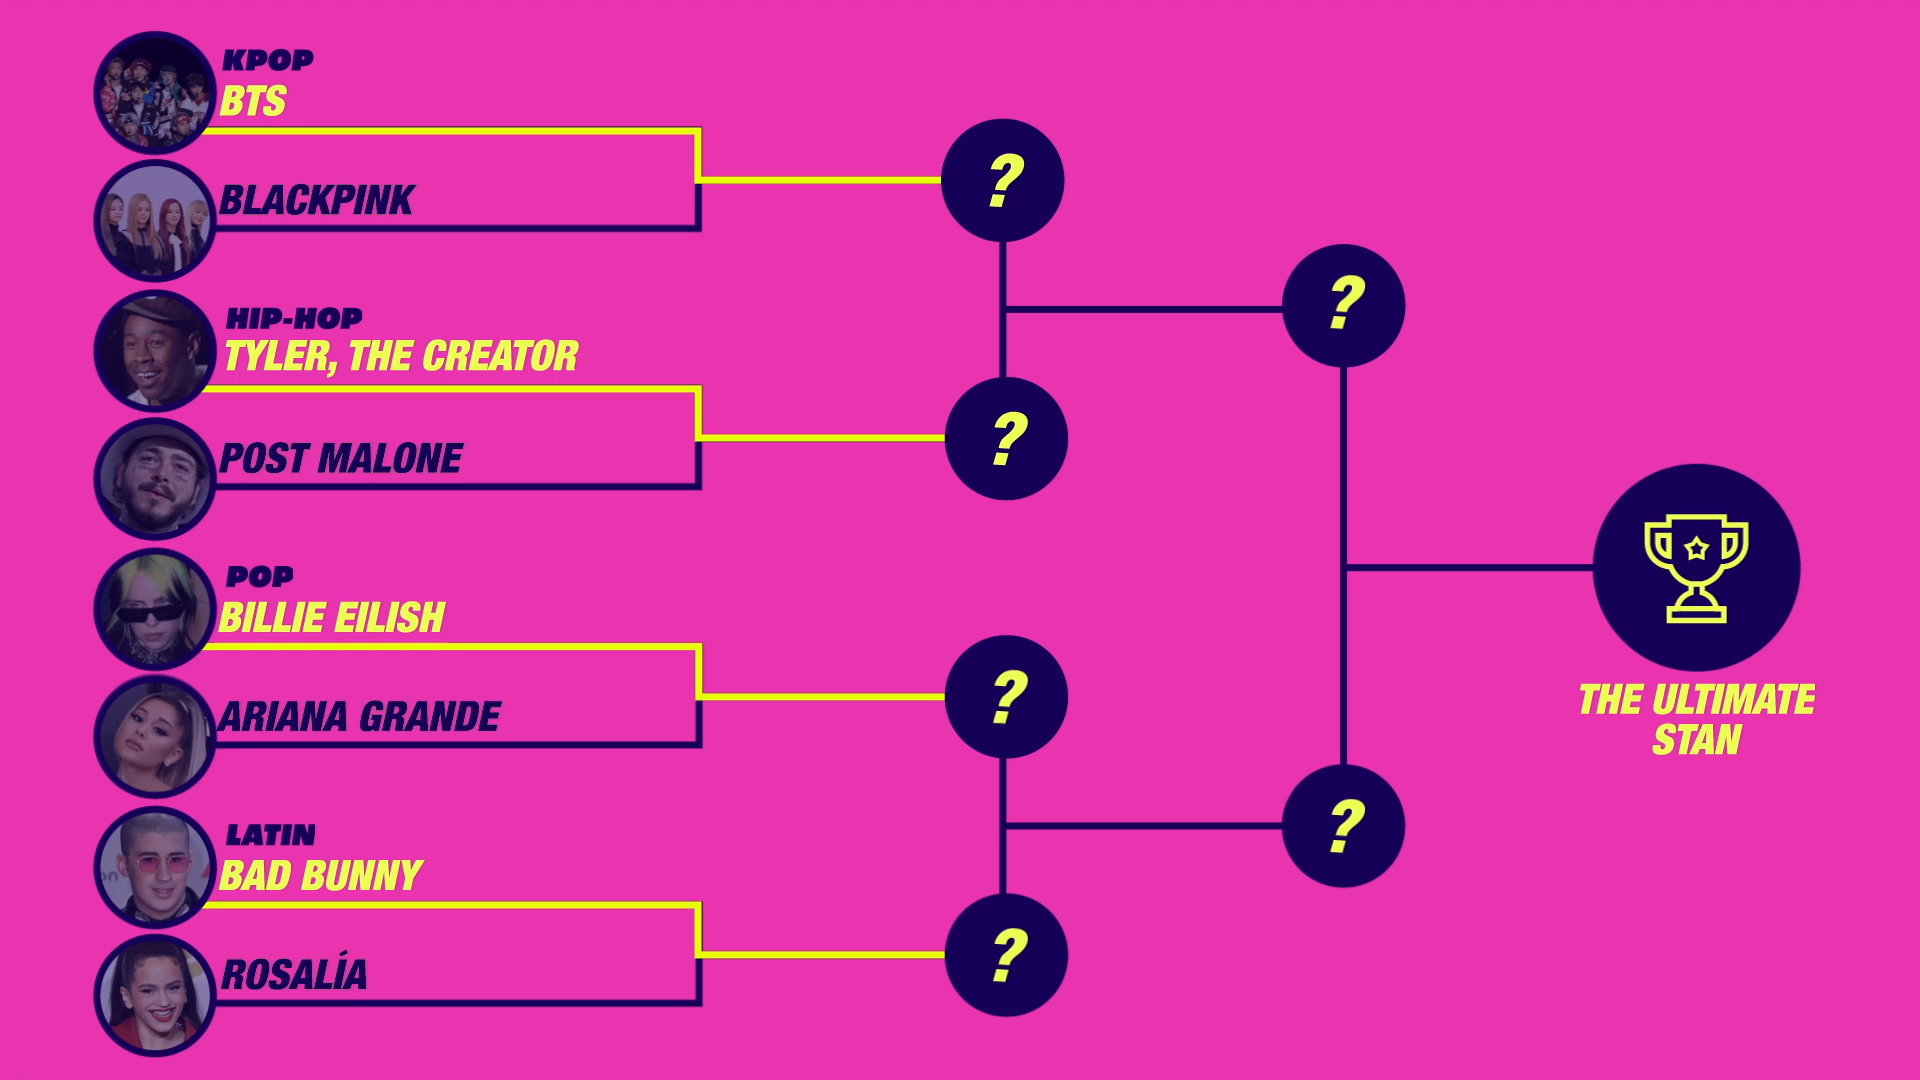 KPOP
BTS
BLACKPINK
HIP-HOP
TYLER, THE CREATOR
POST MALONE
POP
BILLIE EILISH
ARIANA GRANDE
LATIN
BAD BUNNY
ROSALÍA
?
?
?
?
?
?
THE ULTIMATE
STAN